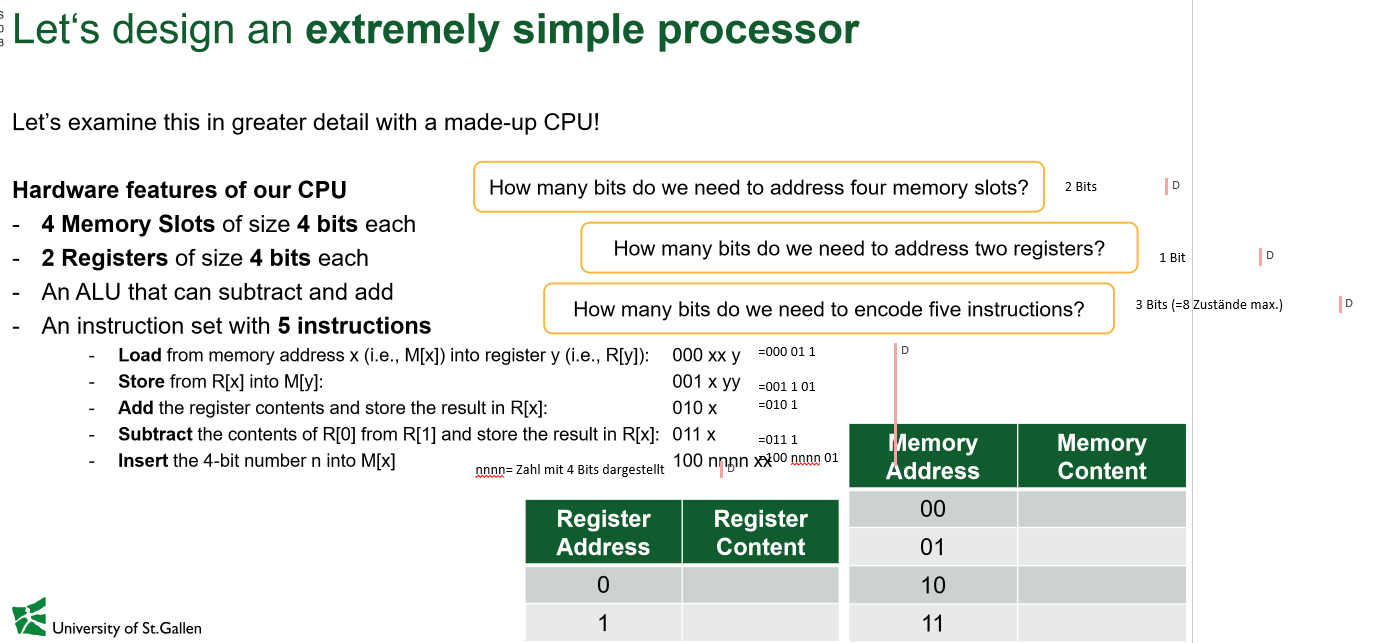 s
o
8
Let's design an extremely simple processor
Let's examine this in greater detail with a made-up CPU!
Hardware features of our CPU
- 4 Memory Slots of size 4 bits each
- 2 Registers of size 4 bits each
- An ALU that can subtract and add
- An instruction set with 5 instructions
How many bits do we need to address four memory slots?
2 Bits
D
How many bits do we need to address two registers?
1 Bit
D
How many bits do we need to encode five instructions?
3 Bits (=8 Zustände max.)
D
- Load from memory address x (i.e., M[x]) into register y (i.e., R[y]): 000 xx y =000 01 1
D
- Store from R[x] into M[y]: 001 x yy =001 1 01
- Add the register contents and store the result in R[x]: 010 x =010 1
- Subtract the contents of R[0] from R[1] and store the result in R[x]: 011 x =011 1
- Insert the 4-bit number n into M[x] 100 nnnn xx =100 nnnn 01
nnnn= Zahl mit 4 Bits dargestellt
D
Register Address Register Content
0
1
Memory Address Memory Content
00
01
10
11
University of St.Gallen